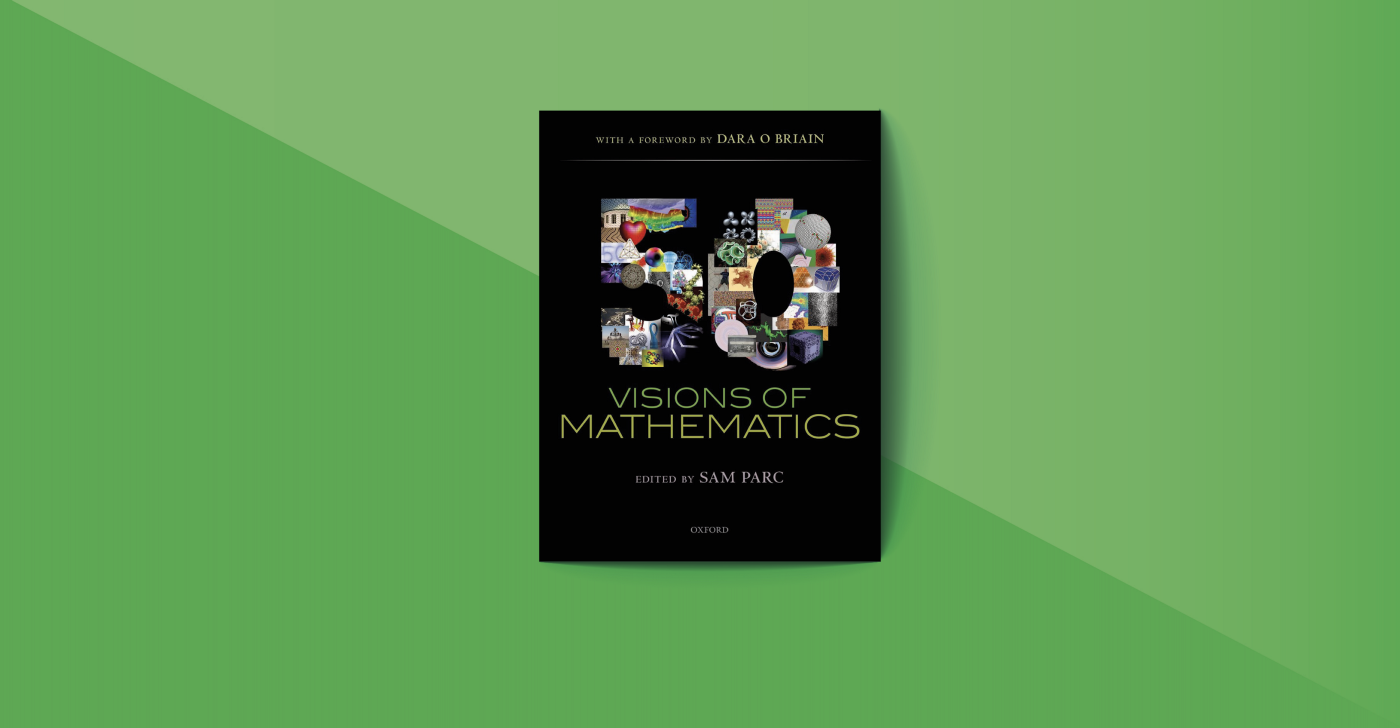 WITH A FOREWORD BY DARA O BRIAIN
50
VISIONS OF
MATHEMATICS
EDITED BY SAM PARC
OXFORD